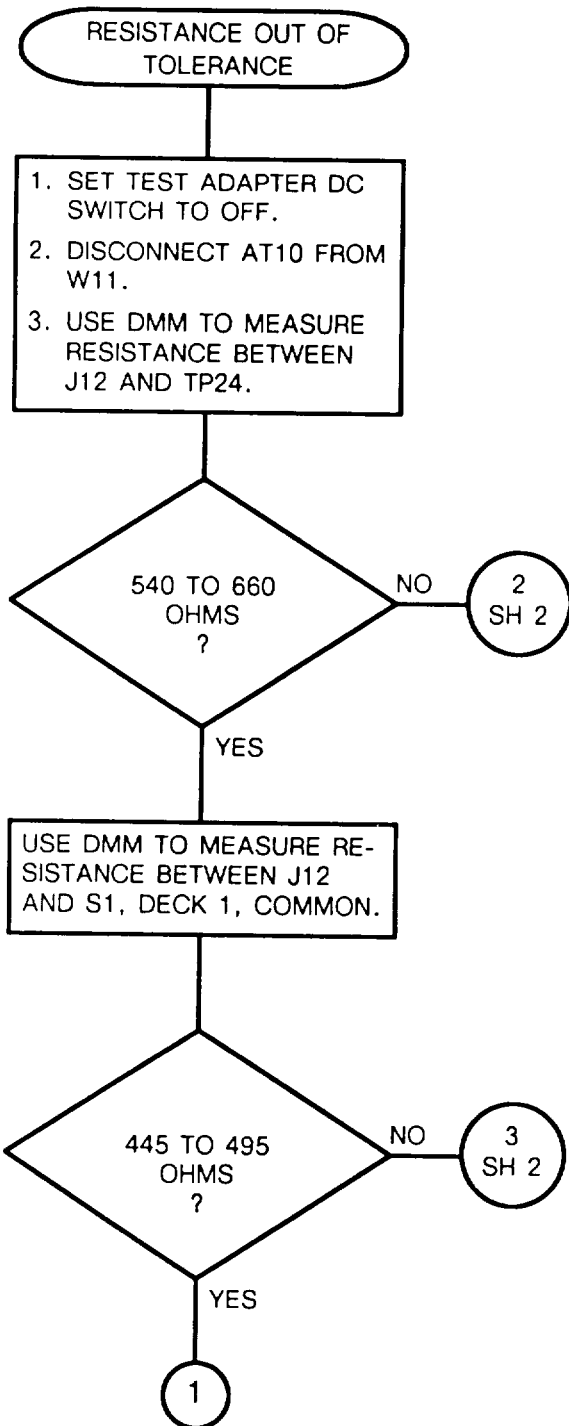 RESISTANCE OUT OF
TOLERANCE
1. SET TEST ADAPTER DC
SWITCH TO OFF.
2. DISCONNECT AT10 FROM
W11.
3. USE DMM TO MEASURE
RESISTANCE BETWEEN
J12 AND TP24.
540 TO 660
OHMS
?
NO
2
SH 2
YES
USE DMM TO MEASURE RE-
SISTANCE BETWEEN J12
AND S1, DECK 1, COMMON.
445 TO 495
OHMS
?
NO
3
SH 2
YES
1